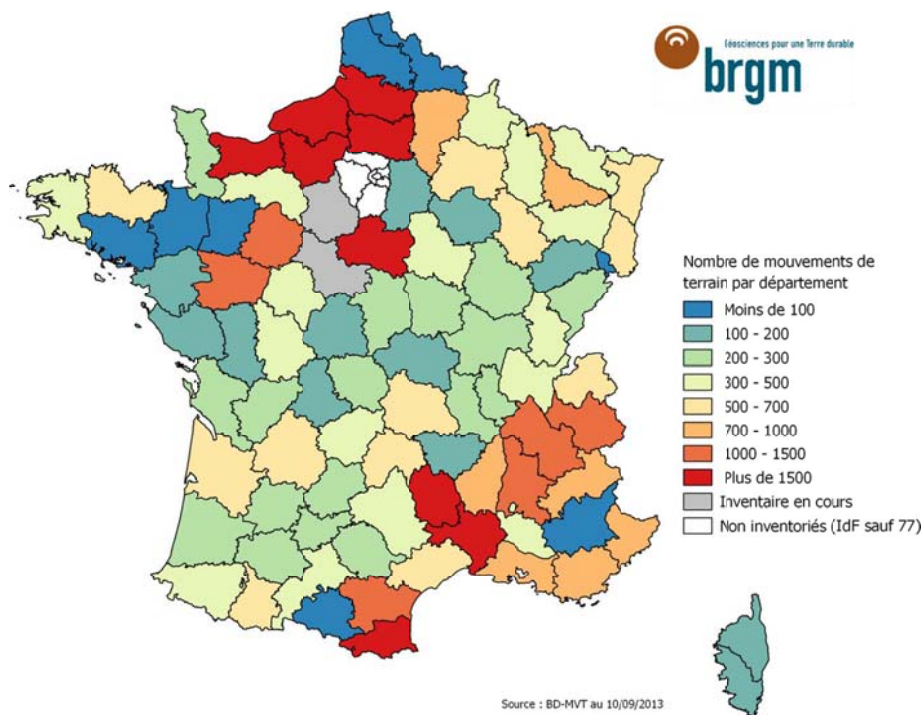 Géosciences pour une Terre durable
brgm
Nombre de mouvements de
terrain par département
Moins de 100
100 - 200
200 - 300
300 - 500
500 - 700
700 - 1000
1000 - 1500
Plus de 1500
Inventaire en cours
Non inventoriés (IdF sauf 77)
Source : BD-MVT au 10/09/2013